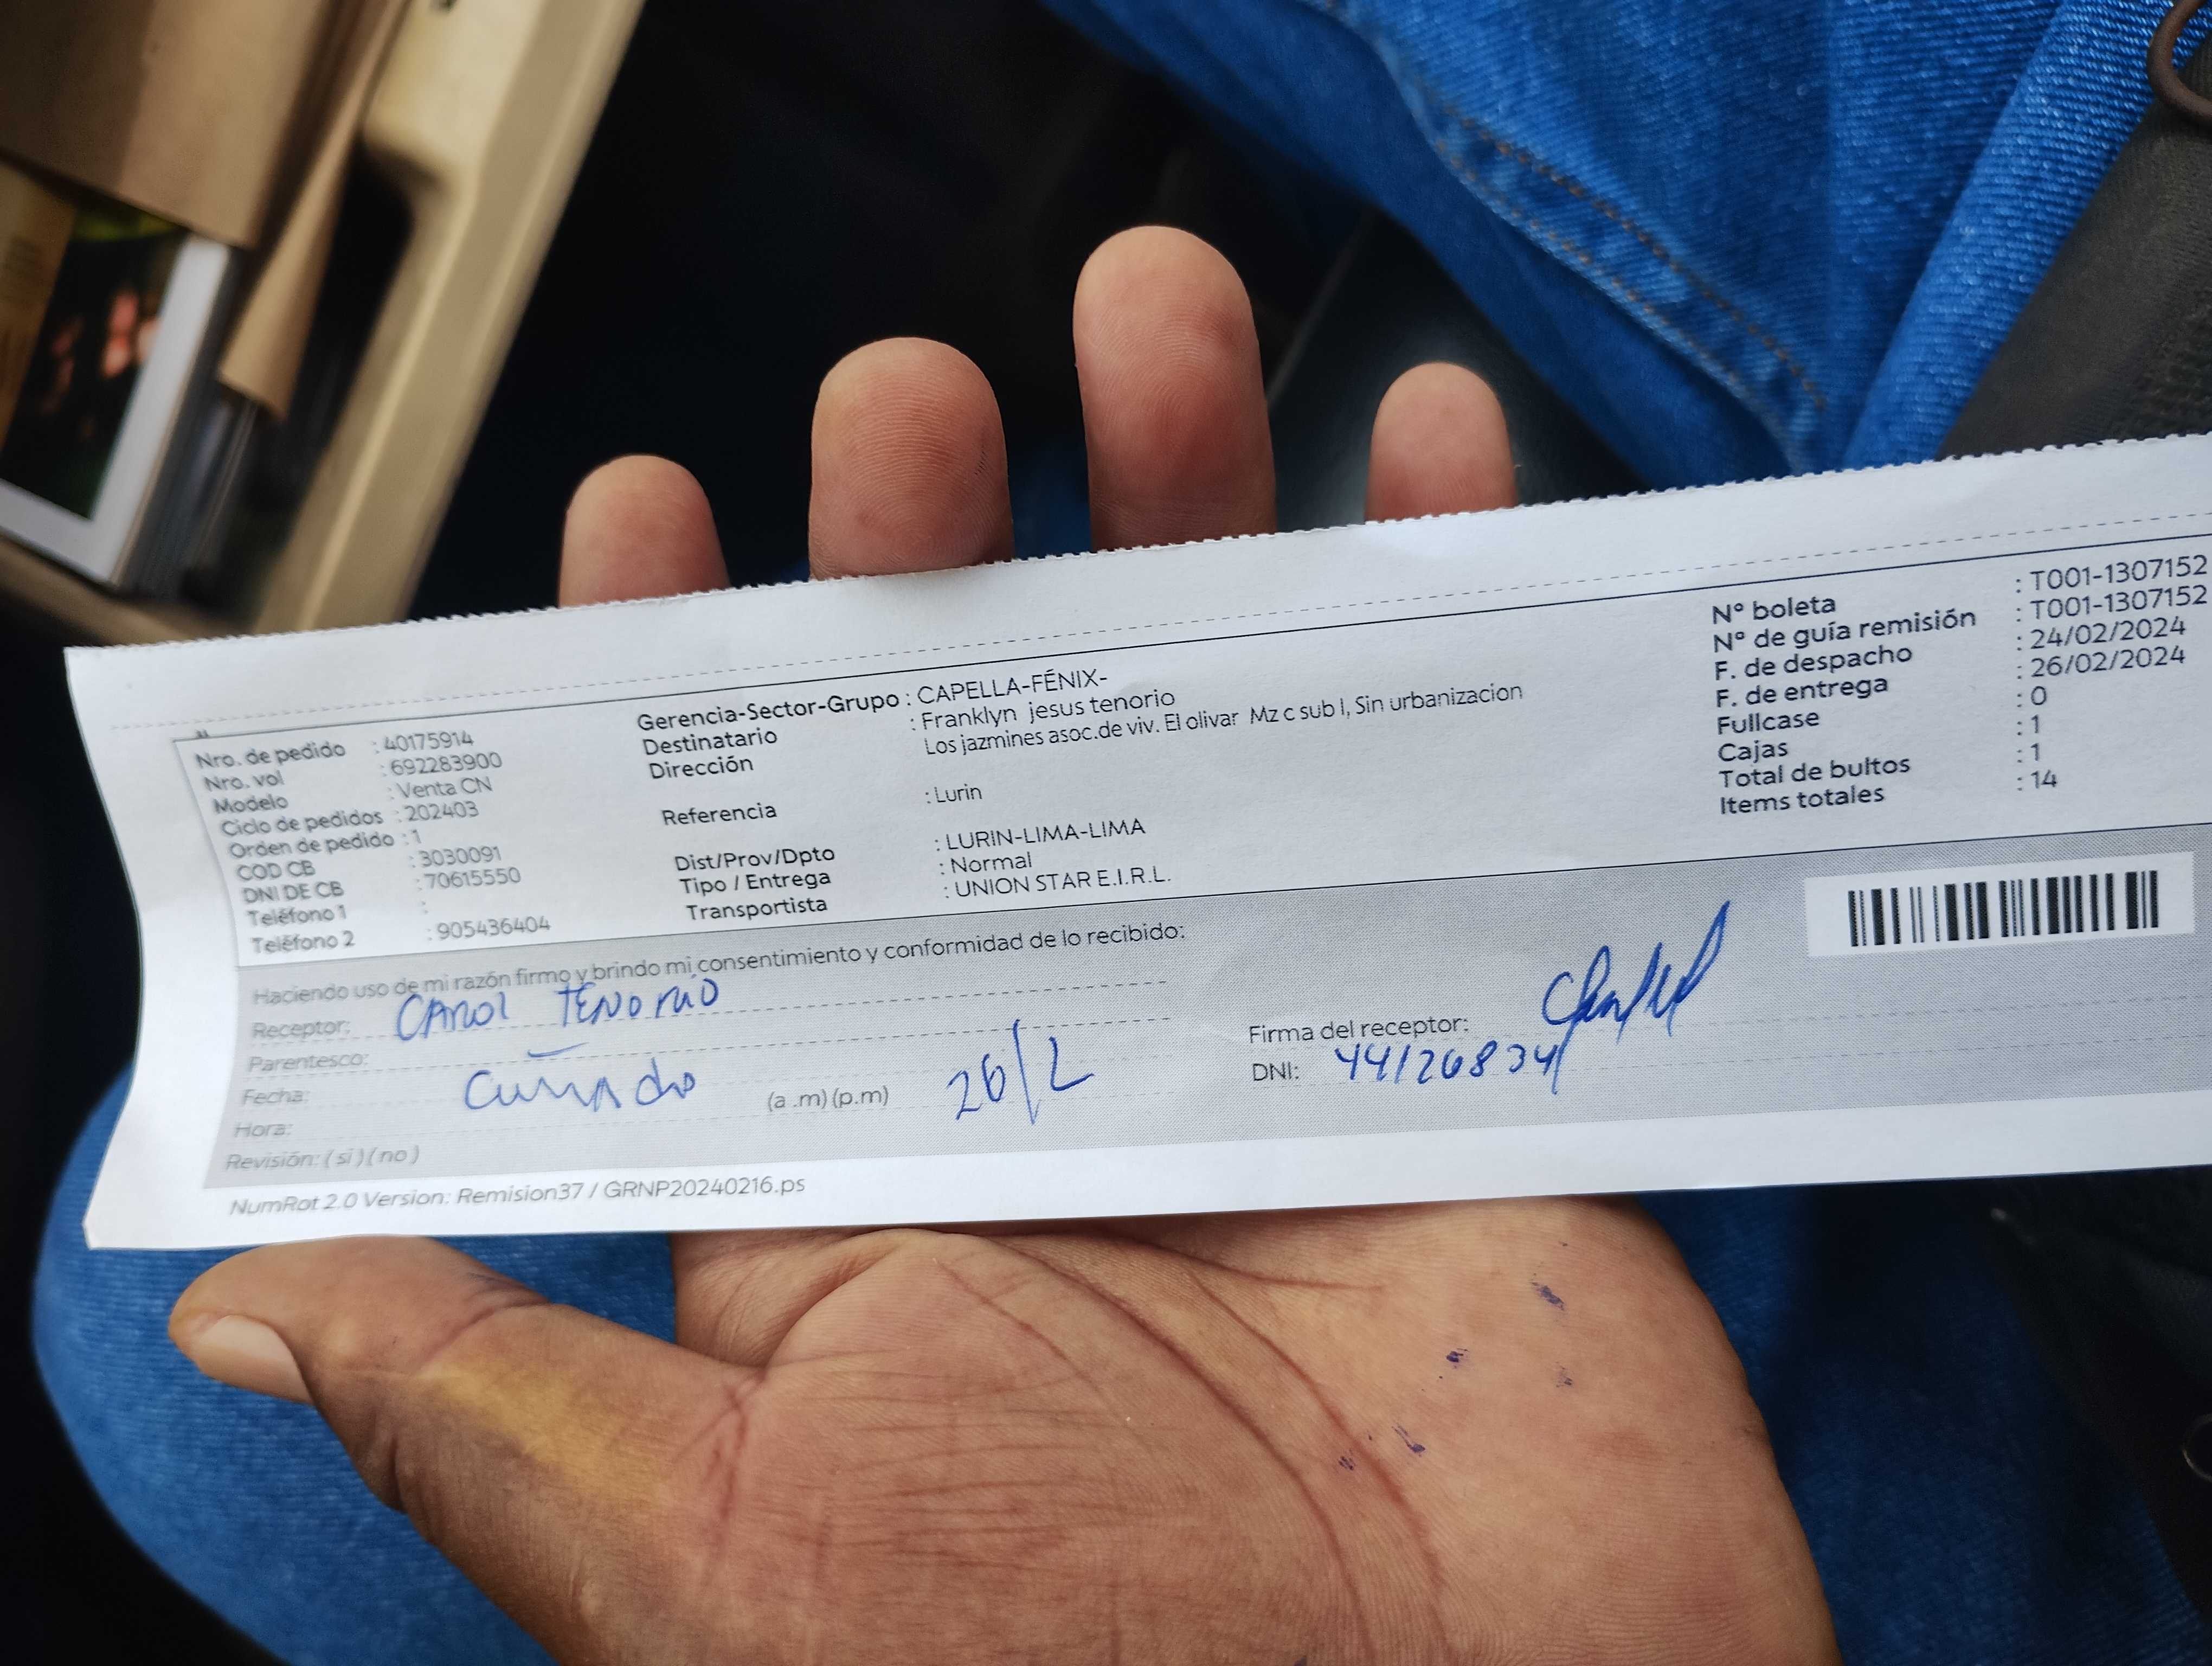 Nro. de pedido : 40175914
Nro. vol : 692283900
Modelo : Venta CN
Ciclo de pedidos : 202403
Orden de pedido : 1
COD CB : 3030091
DNI DE CB : 70615550
Teléfono 1 :
Teléfono 2 : 905436404
Gerencia-Sector-Grupo : CAPELLA-FÉNIX-
Destinatario : Franklyn jesus tenorio
Dirección Los jazmines asoc.de viv. El olivar Mz c sub l, Sin urbanizacion
Referencia : Lurin
Dist/Prov/Dpto : LURIN-LIMA-LIMA
Tipo / Entrega : Normal
Transportista : UNION STAR E.I.R.L.
N° boleta : T001-1307152
N° de guía remisión : T001-1307152
F. de despacho : 24/02/2024
F. de entrega : 26/02/2024
Fullcase : 0
Cajas : 1
Total de bultos : 1
Items totales : 14
Haciendo uso de mi razón firmo y brindo mi consentimiento y conformidad de lo recibido:
Receptor: CAROL TENORIO
Parentesco:
Fecha: Cuñado (a .m) (p.m) 26/2
Hora:
Revisión: ( si ) ( no )
Firma del receptor:
DNI: 44126834
NumRot 2.0 Version: Remision37 / GRNP20240216.ps